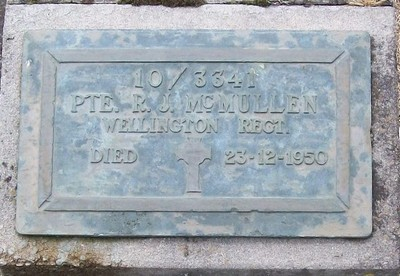 10/3341
PTE. R. J. MCMULLEN
WELLINGTON REGT.
DIED 23-12-1950